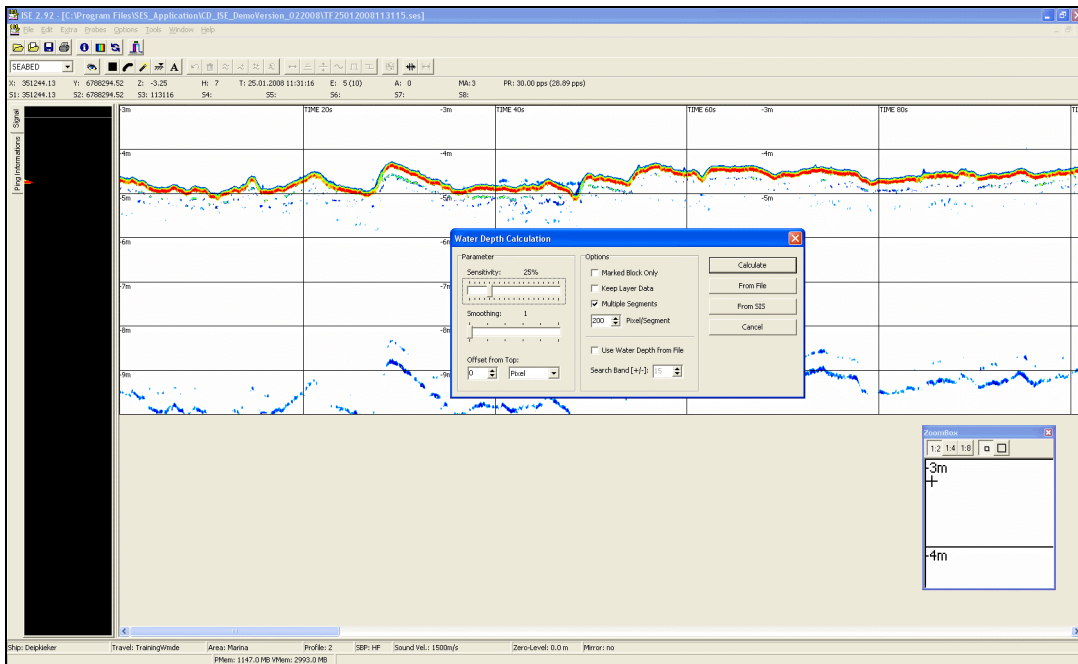 ISE 2.92 - [C:\Program Files\SES_Application\CD_ISE_DemoVersion_022008\TF25012008113115.ses]
File Edit Extra Probes Options Tools Window Help
SEABED
X: 351244.13 Y: 6788294.52 Z: -3.25 H: 7 T: 25.01.2008 11:31:16 E: 5 (10) A: 0 MA: 3 PR: 30.00 pps (28.89 pps)
S1: 351244.13 S2: 6788294.52 S3: 113116 S4: S5: S6: S7: S8:
Signal
Ping Informations
-3m TIME 20s -3m TIME 40s TIME 60s -3m TIME 80s
-4m -4m -4m
-5m -5m -5m
-6m -6m
-7m -7m
-8m -8m
-9m -9m
Water Depth Calculation
Parameter
Sensitivity: 25%
Smoothing: 1
Offset from Top:
0 Pixel
Options
Marked Block Only
Keep Layer Data
Multiple Segments
200 Pixel/Segment
Use Water Depth from File
Search Band [+/-]: 15
Calculate
From File
From SIS
Cancel
ZoomBox
1:2 1:4 1:8
-3m
-4m
Ship: Deipkieker Travel: TrainingWmde Area: Marina Profile: 2 SBP: HF Sound Vel.: 1500m/s Zero-Level: 0.0 m Mirror: no
PMem: 1147.0 MB VMem: 2993.0 MB